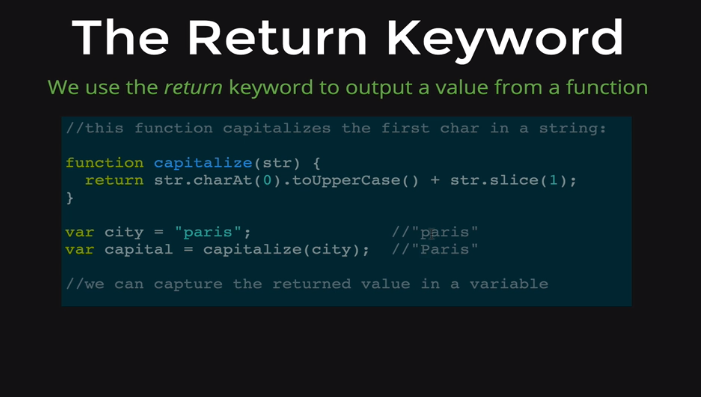 The Return Keyword
We use the return keyword to output a value from a function
//this function capitalizes the first char in a string:
function capitalize(str) {
  return str.charAt(0).toUpperCase() + str.slice(1);
}
var city = "paris";              //"paris"
var capital = capitalize(city);  //"Paris"
//we can capture the returned value in a variable